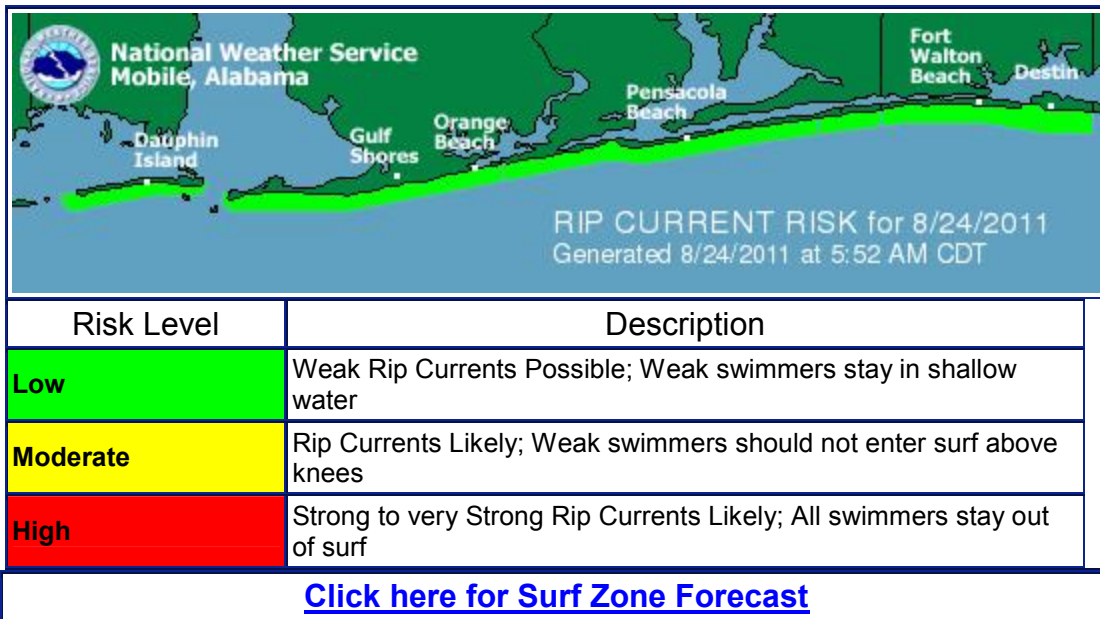 National Weather Service
Mobile, Alabama
Fort
Walton
Beach
Destin
Pensacola
Beach
Orange
Beach
Gulf
Shores
Dauphin
Island
RIP CURRENT RISK for 8/24/2011
Generated 8/24/2011 at 5:52 AM CDT
Risk Level
Description
Low
Weak Rip Currents Possible; Weak swimmers stay in shallow
water
Moderate
Rip Currents Likely; Weak swimmers should not enter surf above
knees
High
Strong to very Strong Rip Currents Likely; All swimmers stay out
of surf
Click here for Surf Zone Forecast